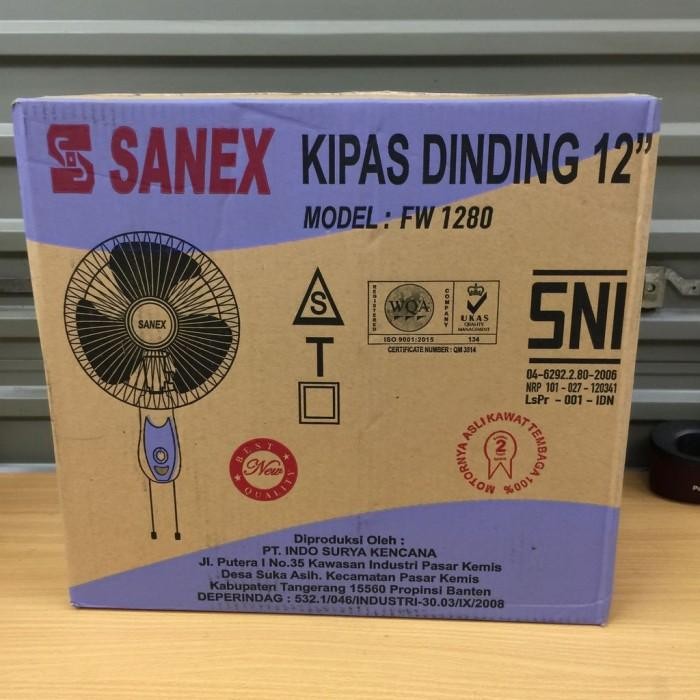 SANEX
KIPAS DINDING 12"
MODEL : FW 1280
SANEX
S
T
REGISTERED
WQA
COMPANY
UKAS
QUALITY
MANAGEMENT
ISO 9001:2015
134
CERTIFICATE NUMBER : QM 3514
SNI
04-6292.2.80-2006
NRP 101 - 027 - 120341
LsPr - 001 - IDN
BEST
New
QUALITY
MOTORNYA ASLI KAWAT TEMBAGA 100%
2
Diproduksi Oleh :
PT. INDO SURYA KENCANA
Jl. Putera I No.35 Kawasan Industri Pasar Kemis
Desa Suka Asih. Kecamatan Pasar Kemis
Kabupaten Tangerang 15560 Propinsi Banten
DEPERINDAG : 532.1/046/INDUSTRI-30.03/IX/2008